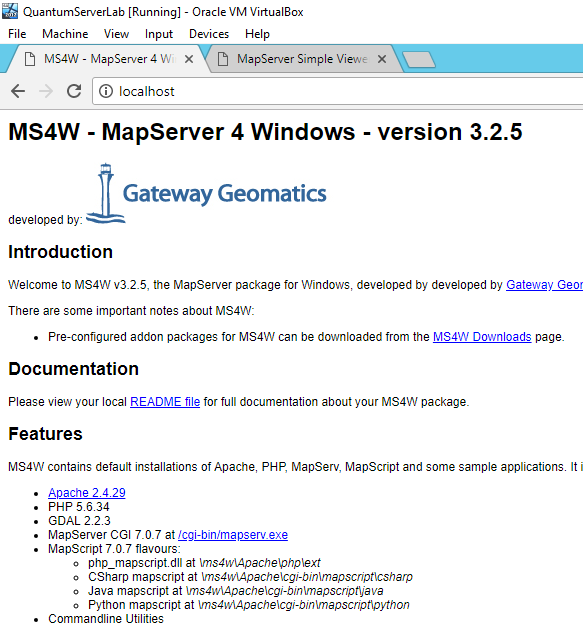 QuantumServerLab [Running] - Oracle VM VirtualBox
File Machine View Input Devices Help
MS4W - MapServer 4 Wi
MapServer Simple Viewe
localhost
MS4W - MapServer 4 Windows - version 3.2.5
developed by: Gateway Geomatics
Introduction
Welcome to MS4W v3.2.5, the MapServer package for Windows, developed by developed by Gateway Geor
There are some important notes about MS4W:
• Pre-configured addon packages for MS4W can be downloaded from the MS4W Downloads page.
Documentation
Please view your local README file for full documentation about your MS4W package.
Features
MS4W contains default installations of Apache, PHP, MapServ, MapScript and some sample applications. It i
• Apache 2.4.29
• PHP 5.6.34
• GDAL 2.2.3
• MapServer CGI 7.0.7 at /cgi-bin/mapserv.exe
• MapScript 7.0.7 flavours:
◦ php_mapscript.dll at \ms4w\Apache\php\ext
◦ CSharp mapscript at \ms4w\Apache\cgi-bin\mapscript\csharp
◦ Java mapscript at \ms4w\Apache\cgi-bin\mapscript\java
◦ Python mapscript at \ms4w\Apache\cgi-bin\mapscript\python
• Commandline Utilities